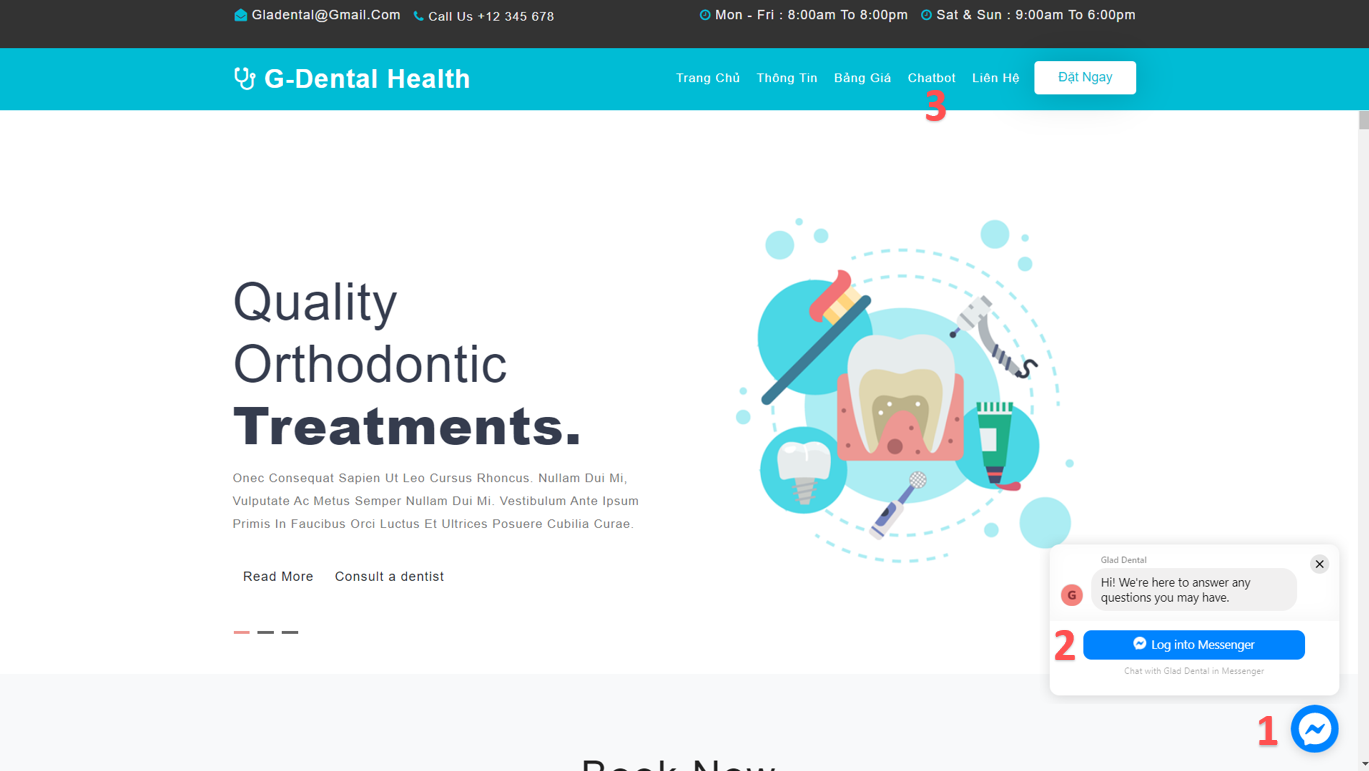 Gladental@Gmail.Com Call Us +12 345 678 Mon - Fri : 8:00am To 8:00pm Sat & Sun : 9:00am To 6:00pm
G-Dental Health Trang Chủ Thông Tin Bảng Giá Chatbot Liên Hệ Đặt Ngay
3
Quality
Orthodontic
Treatments.
Onec Consequat Sapien Ut Leo Cursus Rhoncus. Nullam Dui Mi,
Vulputate Ac Metus Semper Nullam Dui Mi. Vestibulum Ante Ipsum
Primis In Faucibus Orci Luctus Et Ultrices Posuere Cubilia Curae.
Read More Consult a dentist
Glad Dental
G
Hi! We're here to answer any
questions you may have.
2 Log into Messenger
Chat with Glad Dental in Messenger
1
Book Now